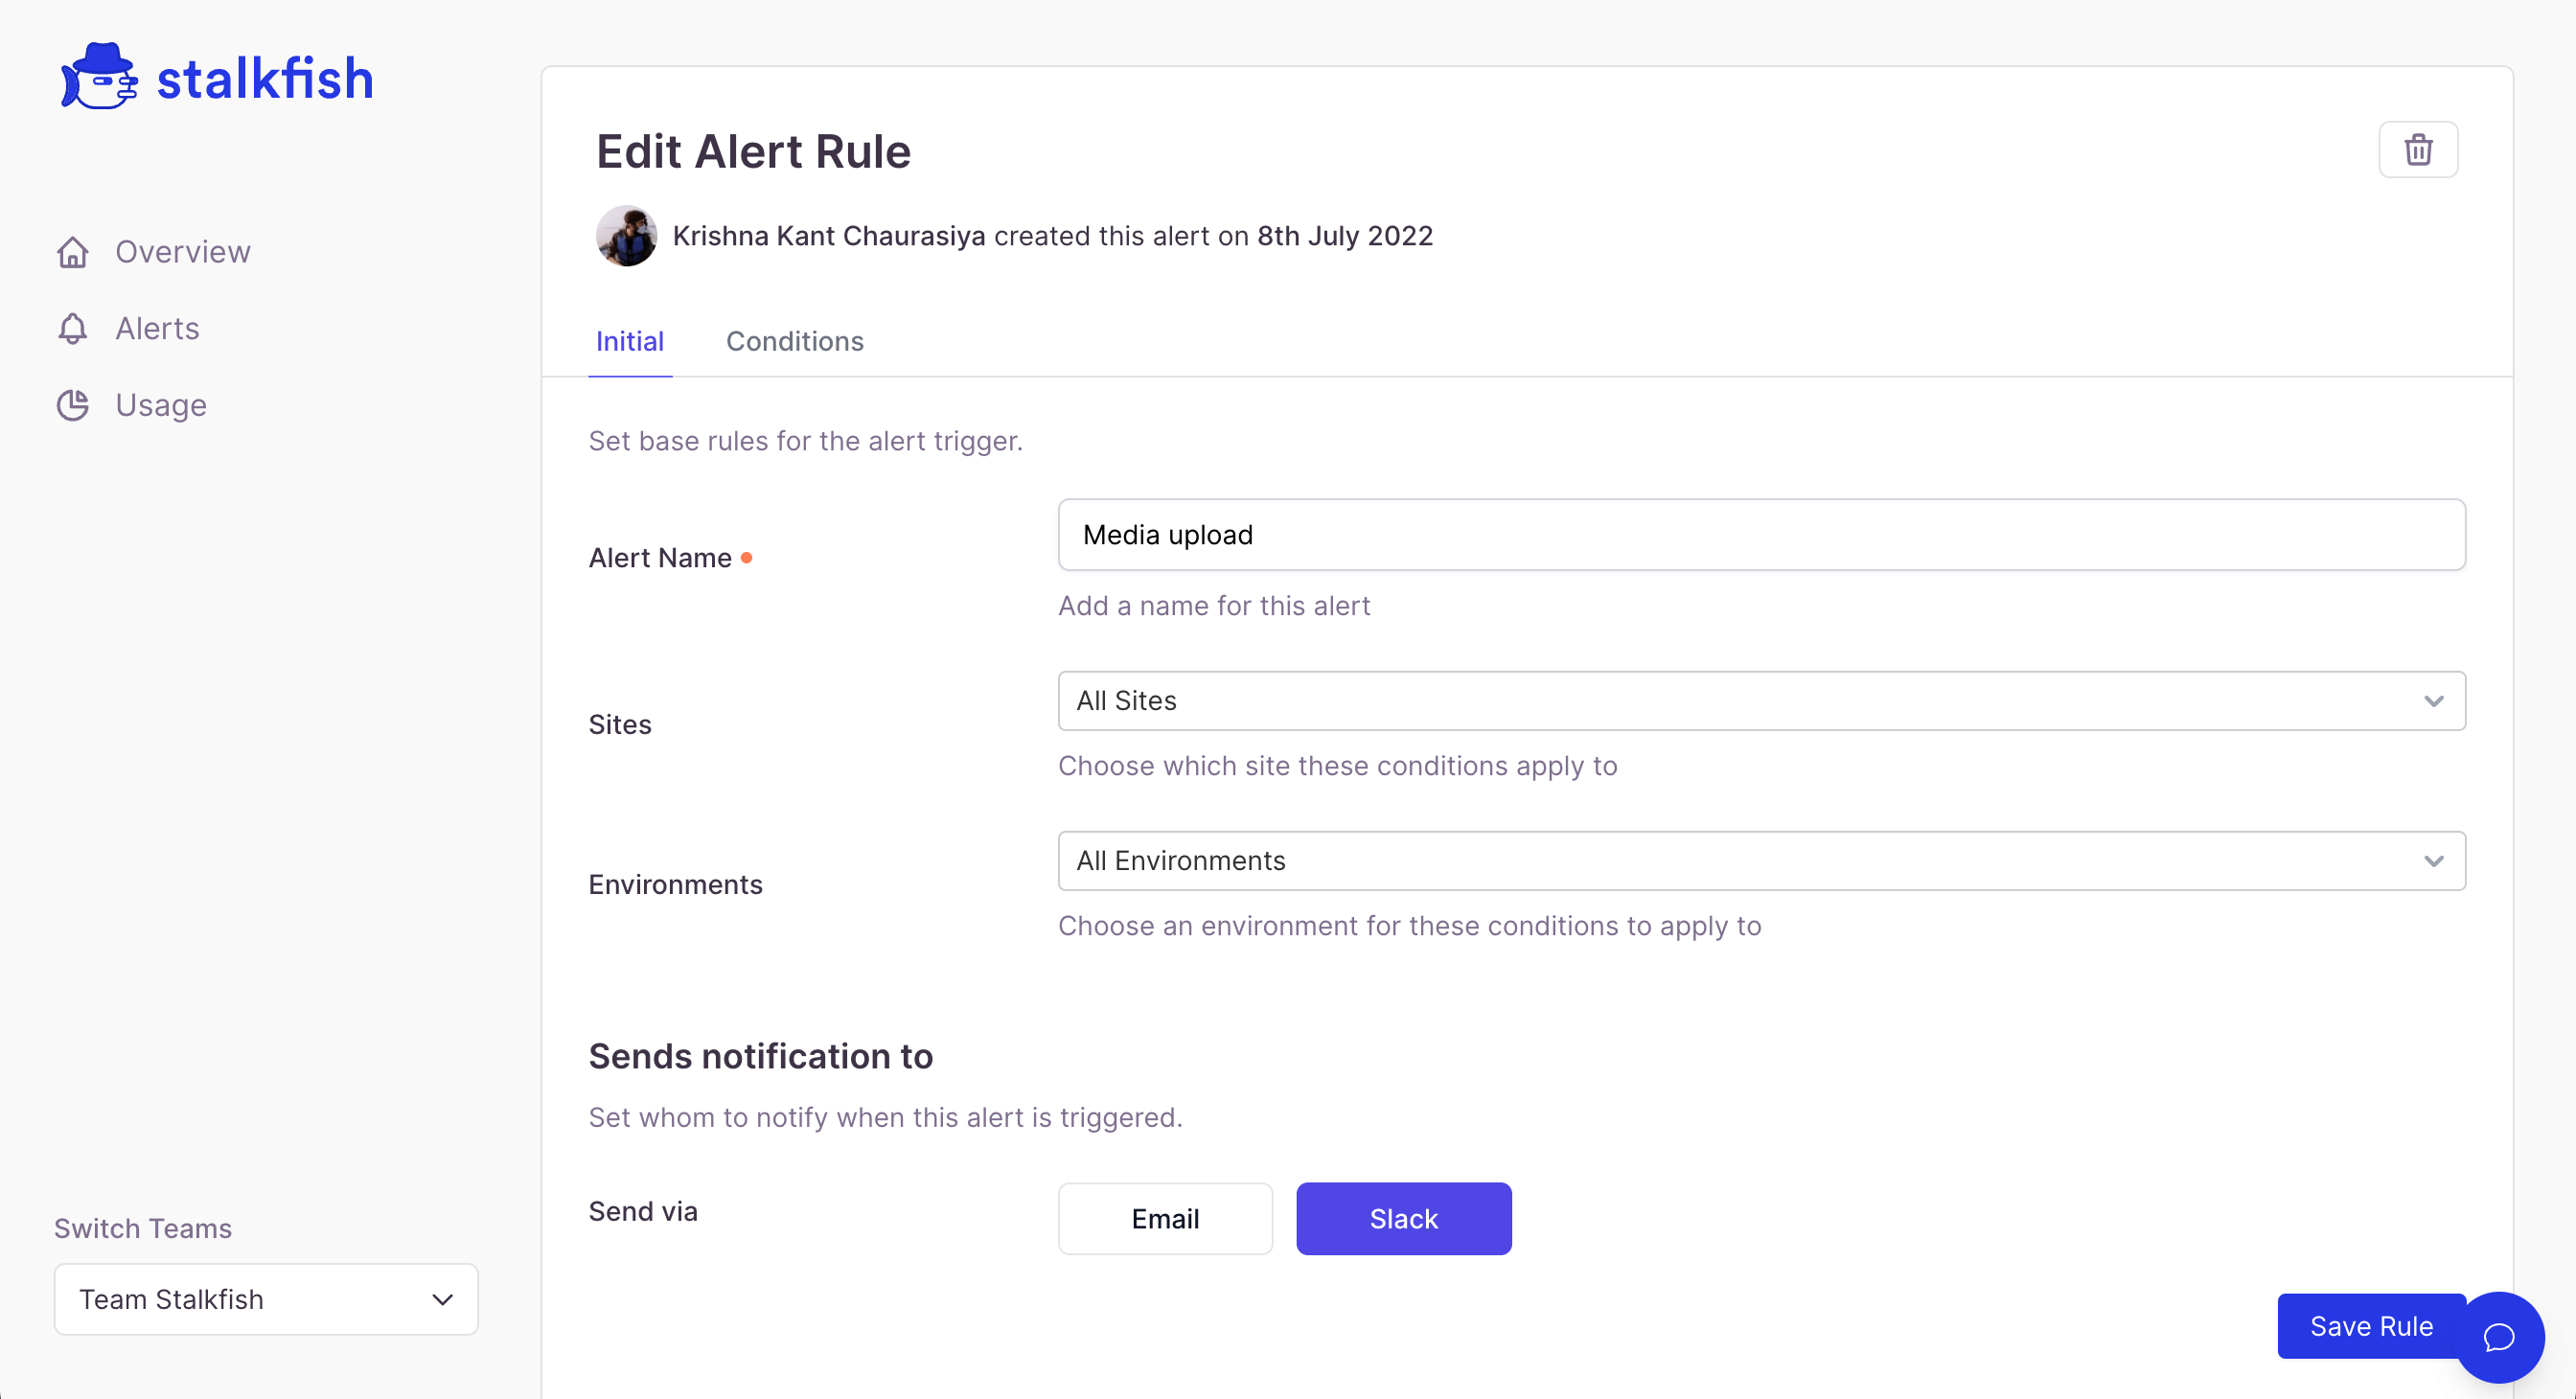 stalkfish
Overview
Alerts
Usage
Switch Teams
Team Stalkfish
Edit Alert Rule
Krishna Kant Chaurasiya created this alert on 8th July 2022
Initial
Conditions
Set base rules for the alert trigger.
Alert Name
Media upload
Add a name for this alert
Sites
All Sites
Choose which site these conditions apply to
Environments
All Environments
Choose an environment for these conditions to apply to
Sends notification to
Set whom to notify when this alert is triggered.
Send via
Email
Slack
Save Rule